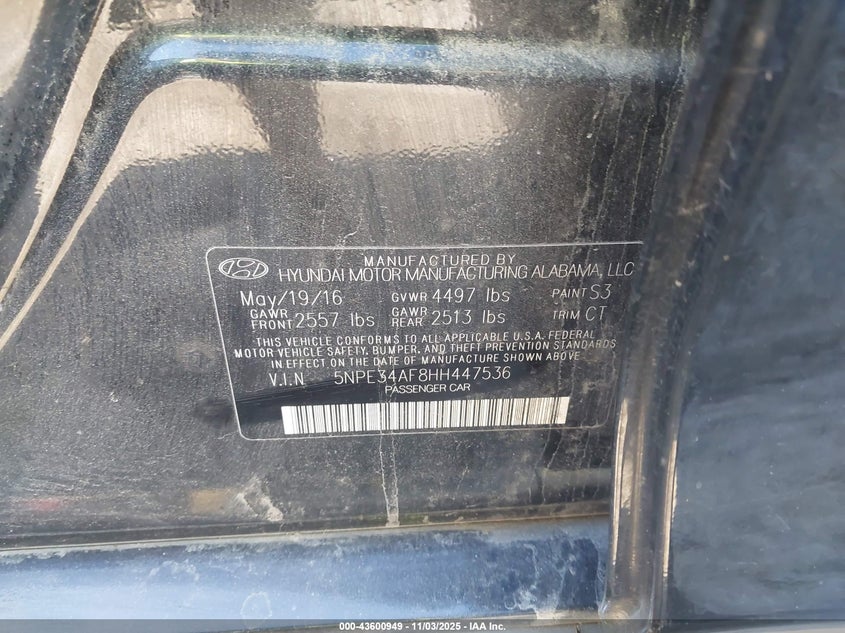 MANUFACTURED BY
HYUNDAI MOTOR MANUFACTURING ALABAMA, LLC
May/19/16 GVWR 4497 lbs PAINT S3
GAWR FRONT 2557 lbs GAWR REAR 2513 lbs TRIM CT
THIS VEHICLE CONFORMS TO ALL APPLICABLE U.S.A. FEDERAL
MOTOR VEHICLE SAFETY, BUMPER, AND THEFT PREVENTION STANDARDS
IN EFFECT ON THE DATE OF MANUFACTURE SHOWN ABOVE
V.I.N 5NPE34AF8HH447536
PASSENGER CAR
000-43600949 - 11/03/2025 - IAA Inc.